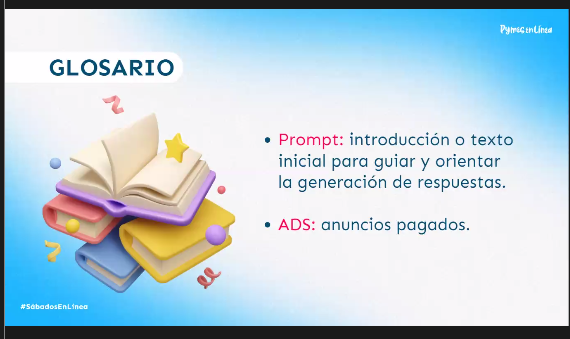 PymesEnLínea
GLOSARIO
• Prompt: introducción o texto
inicial para guiar y orientar
la generación de respuestas.
• ADS: anuncios pagados.
#SábadosEnLínea